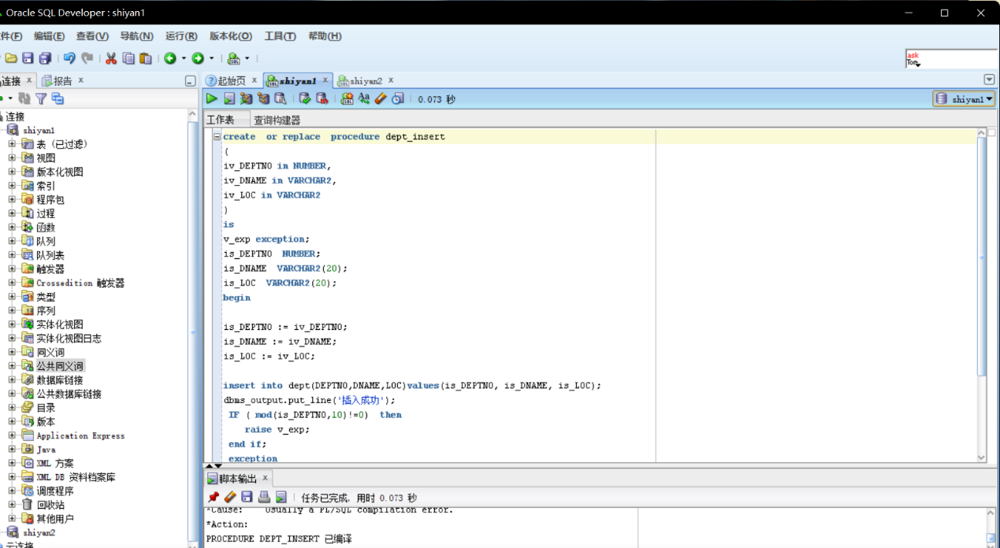 Oracle SQL Developer : shiyan1
件(F) 编辑(E) 查看(V) 导航(N) 运行(R) 版本化(O) 工具(T) 帮助(H)
ask
Tom
连接 x 报告 x
起始页 x shiyan1 x shiyan2 x
0.073 秒
shiyan1
工作表 查询构建器
连接
shiyan1
表 (已过滤)
视图
版本化视图
索引
程序包
过程
函数
队列
队列表
触发器
Crossedition 触发器
类型
序列
实体化视图
实体化视图日志
同义词
公共同义词
数据库链接
公共数据库链接
目录
版本
Application Express
Java
XML 方案
XML DB 资料档案库
调度程序
回收站
其他用户
shiyan2
云连接
create  or replace  procedure dept_insert
(
iv_DEPTNO in NUMBER,
iv_DNAME in VARCHAR2,
iv_LOC in VARCHAR2
)
is
v_exp exception;
is_DEPTNO  NUMBER;
is_DNAME  VARCHAR2(20);
is_LOC  VARCHAR2(20);
begin
is_DEPTNO := iv_DEPTNO;
is_DNAME := iv_DNAME;
is_LOC := iv_LOC;
insert into dept(DEPTNO,DNAME,LOC)values(is_DEPTNO, is_DNAME, is_LOC);
dbms_output.put_line('插入成功');
IF ( mod(is_DEPTNO,10)!=0)  then
raise v_exp;
end if;
exception
脚本输出 x
任务已完成, 用时 0.073 秒
*Cause:    Usually a PL/SQL compilation error.
*Action:
PROCEDURE DEPT_INSERT 已编译